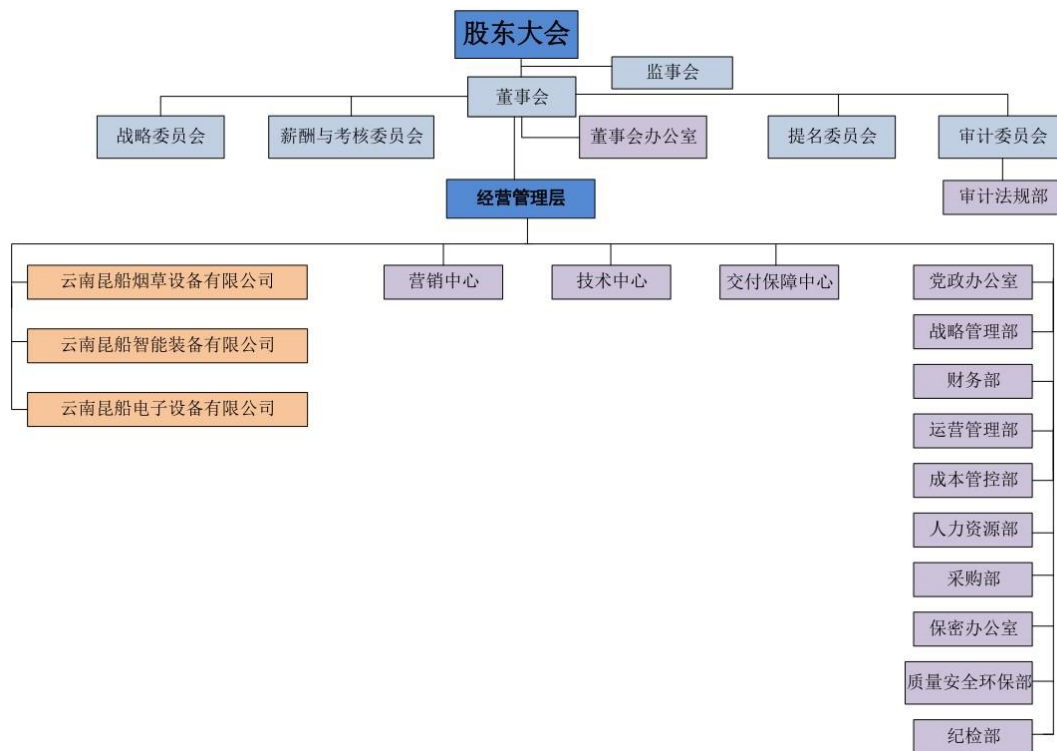 股东大会
监事会
董事会
战略委员会
薪酬与考核委员会
董事会办公室
提名委员会
审计委员会
经营管理层
审计法规部
云南昆船烟草设备有限公司
营销中心
技术中心
交付保障中心
党政办公室
云南昆船智能装备有限公司
战略管理部
财务部
云南昆船电子设备有限公司
运营管理部
成本管控部
人力资源部
采购部
保密办公室
质量安全环保部
纪检部